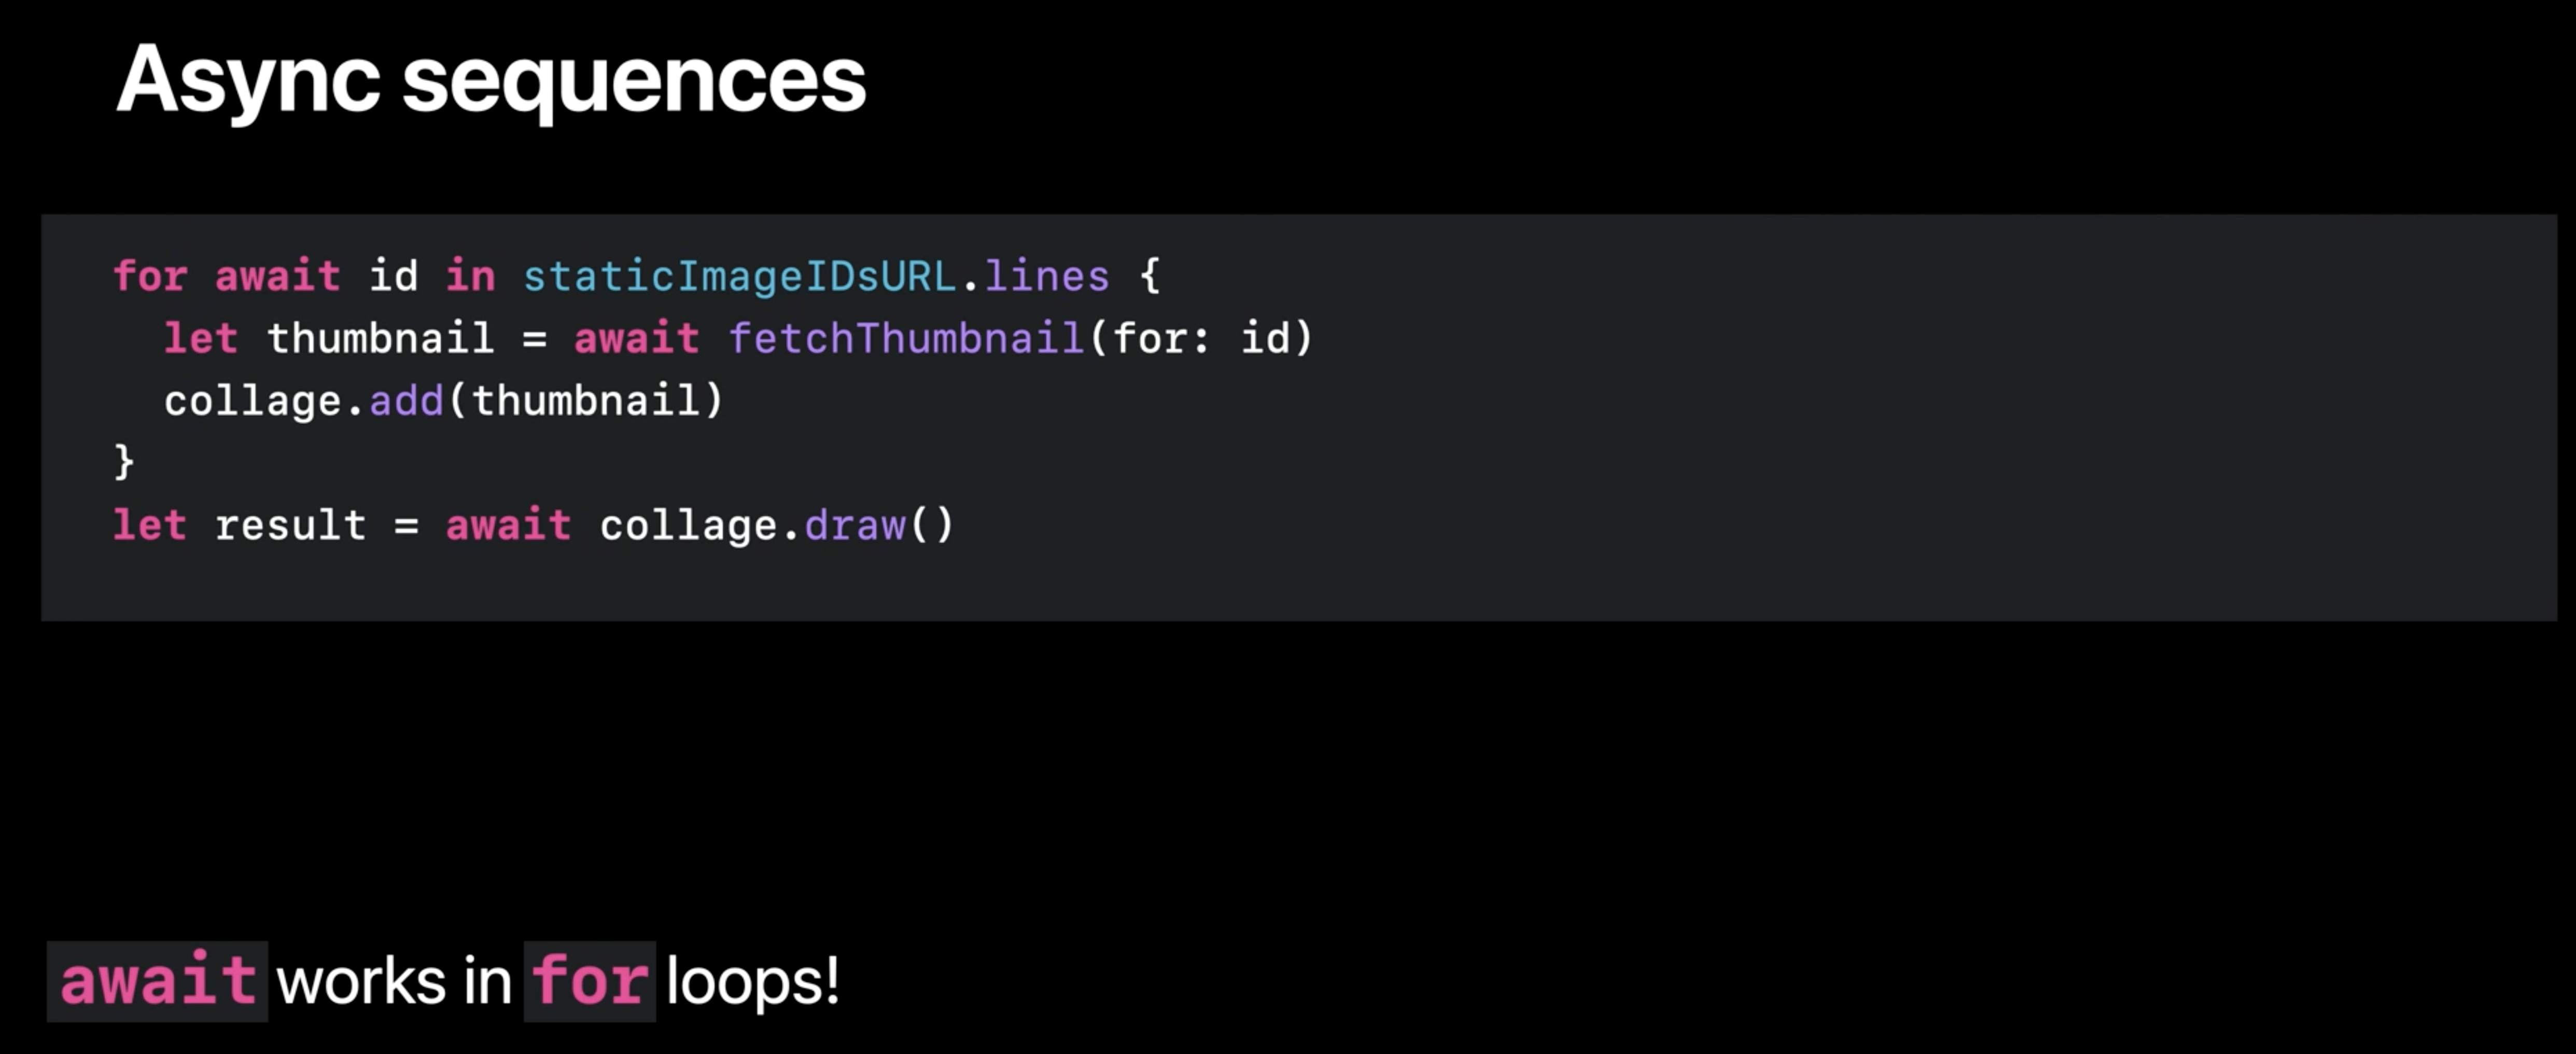 Async sequences
for await id in staticImageIDsURL.lines {
  let thumbnail = await fetchThumbnail(for: id)
  collage.add(thumbnail)
}
let result = await collage.draw()
await works in for loops!